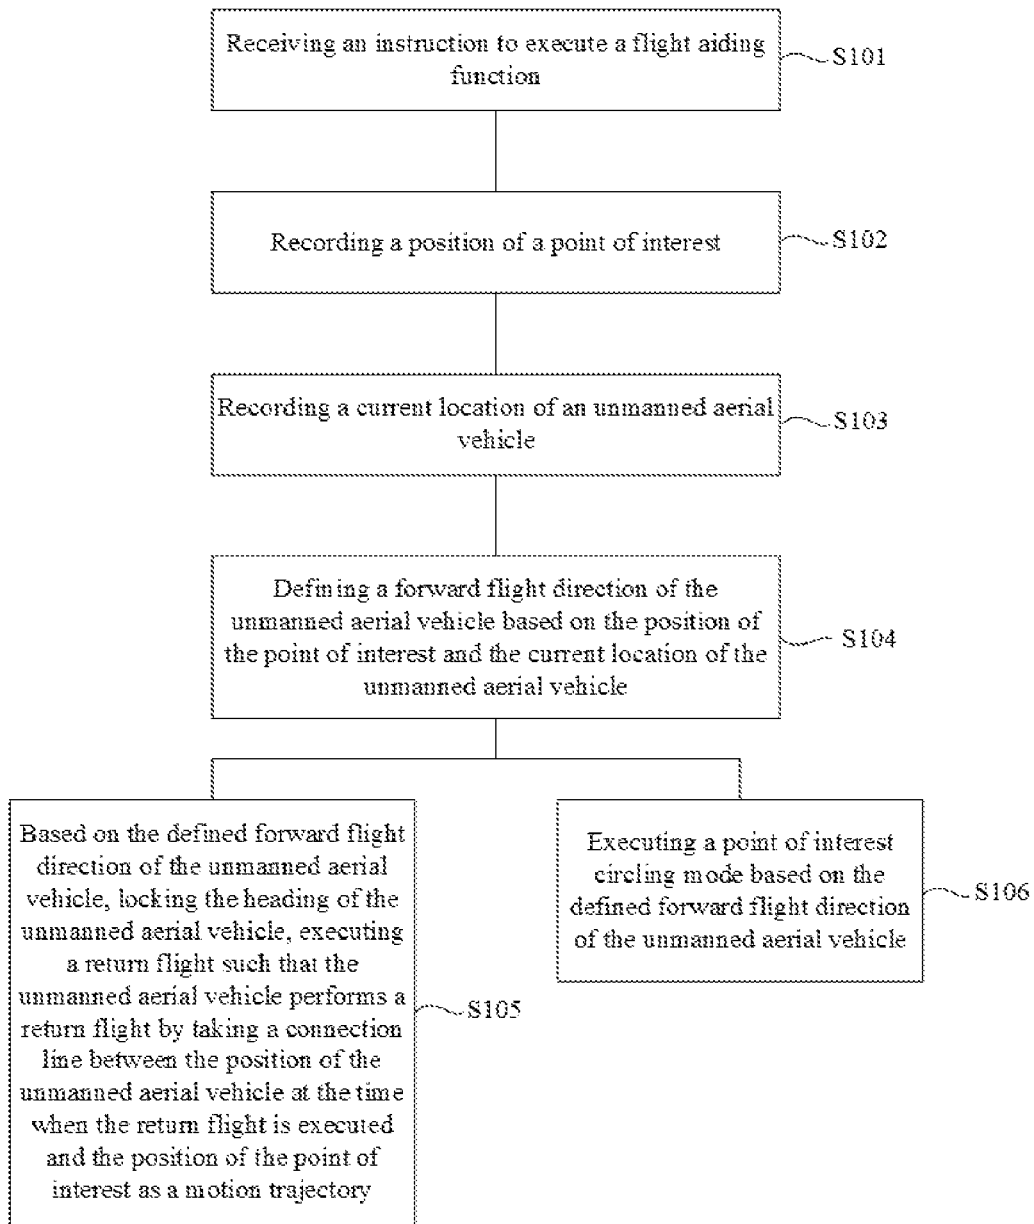 Receiving an instruction to execute a flight aiding
function
S101
Recording a position of a point of interest
S102
Recording a current location of an unmanned aerial
vehicle
S103
Defining a forward flight direction of the
unmanned aerial vehicle based on the position of
the point of interest and the current location of the
unmanned aerial vehicle
S104
Based on the defined forward flight
direction of the unmanned aerial
vehicle, locking the heading of the
unmanned aerial vehicle, executing
a return flight such that the
unmanned aerial vehicle performs a
return flight by taking a connection
line between the position of the
unmanned aerial vehicle at the time
when the return flight is executed
and the position of the point of
interest as a motion trajectory
S105
Executing a point of interest
circling mode based on the
defined forward flight direction
of the unmanned aerial vehicle
S106